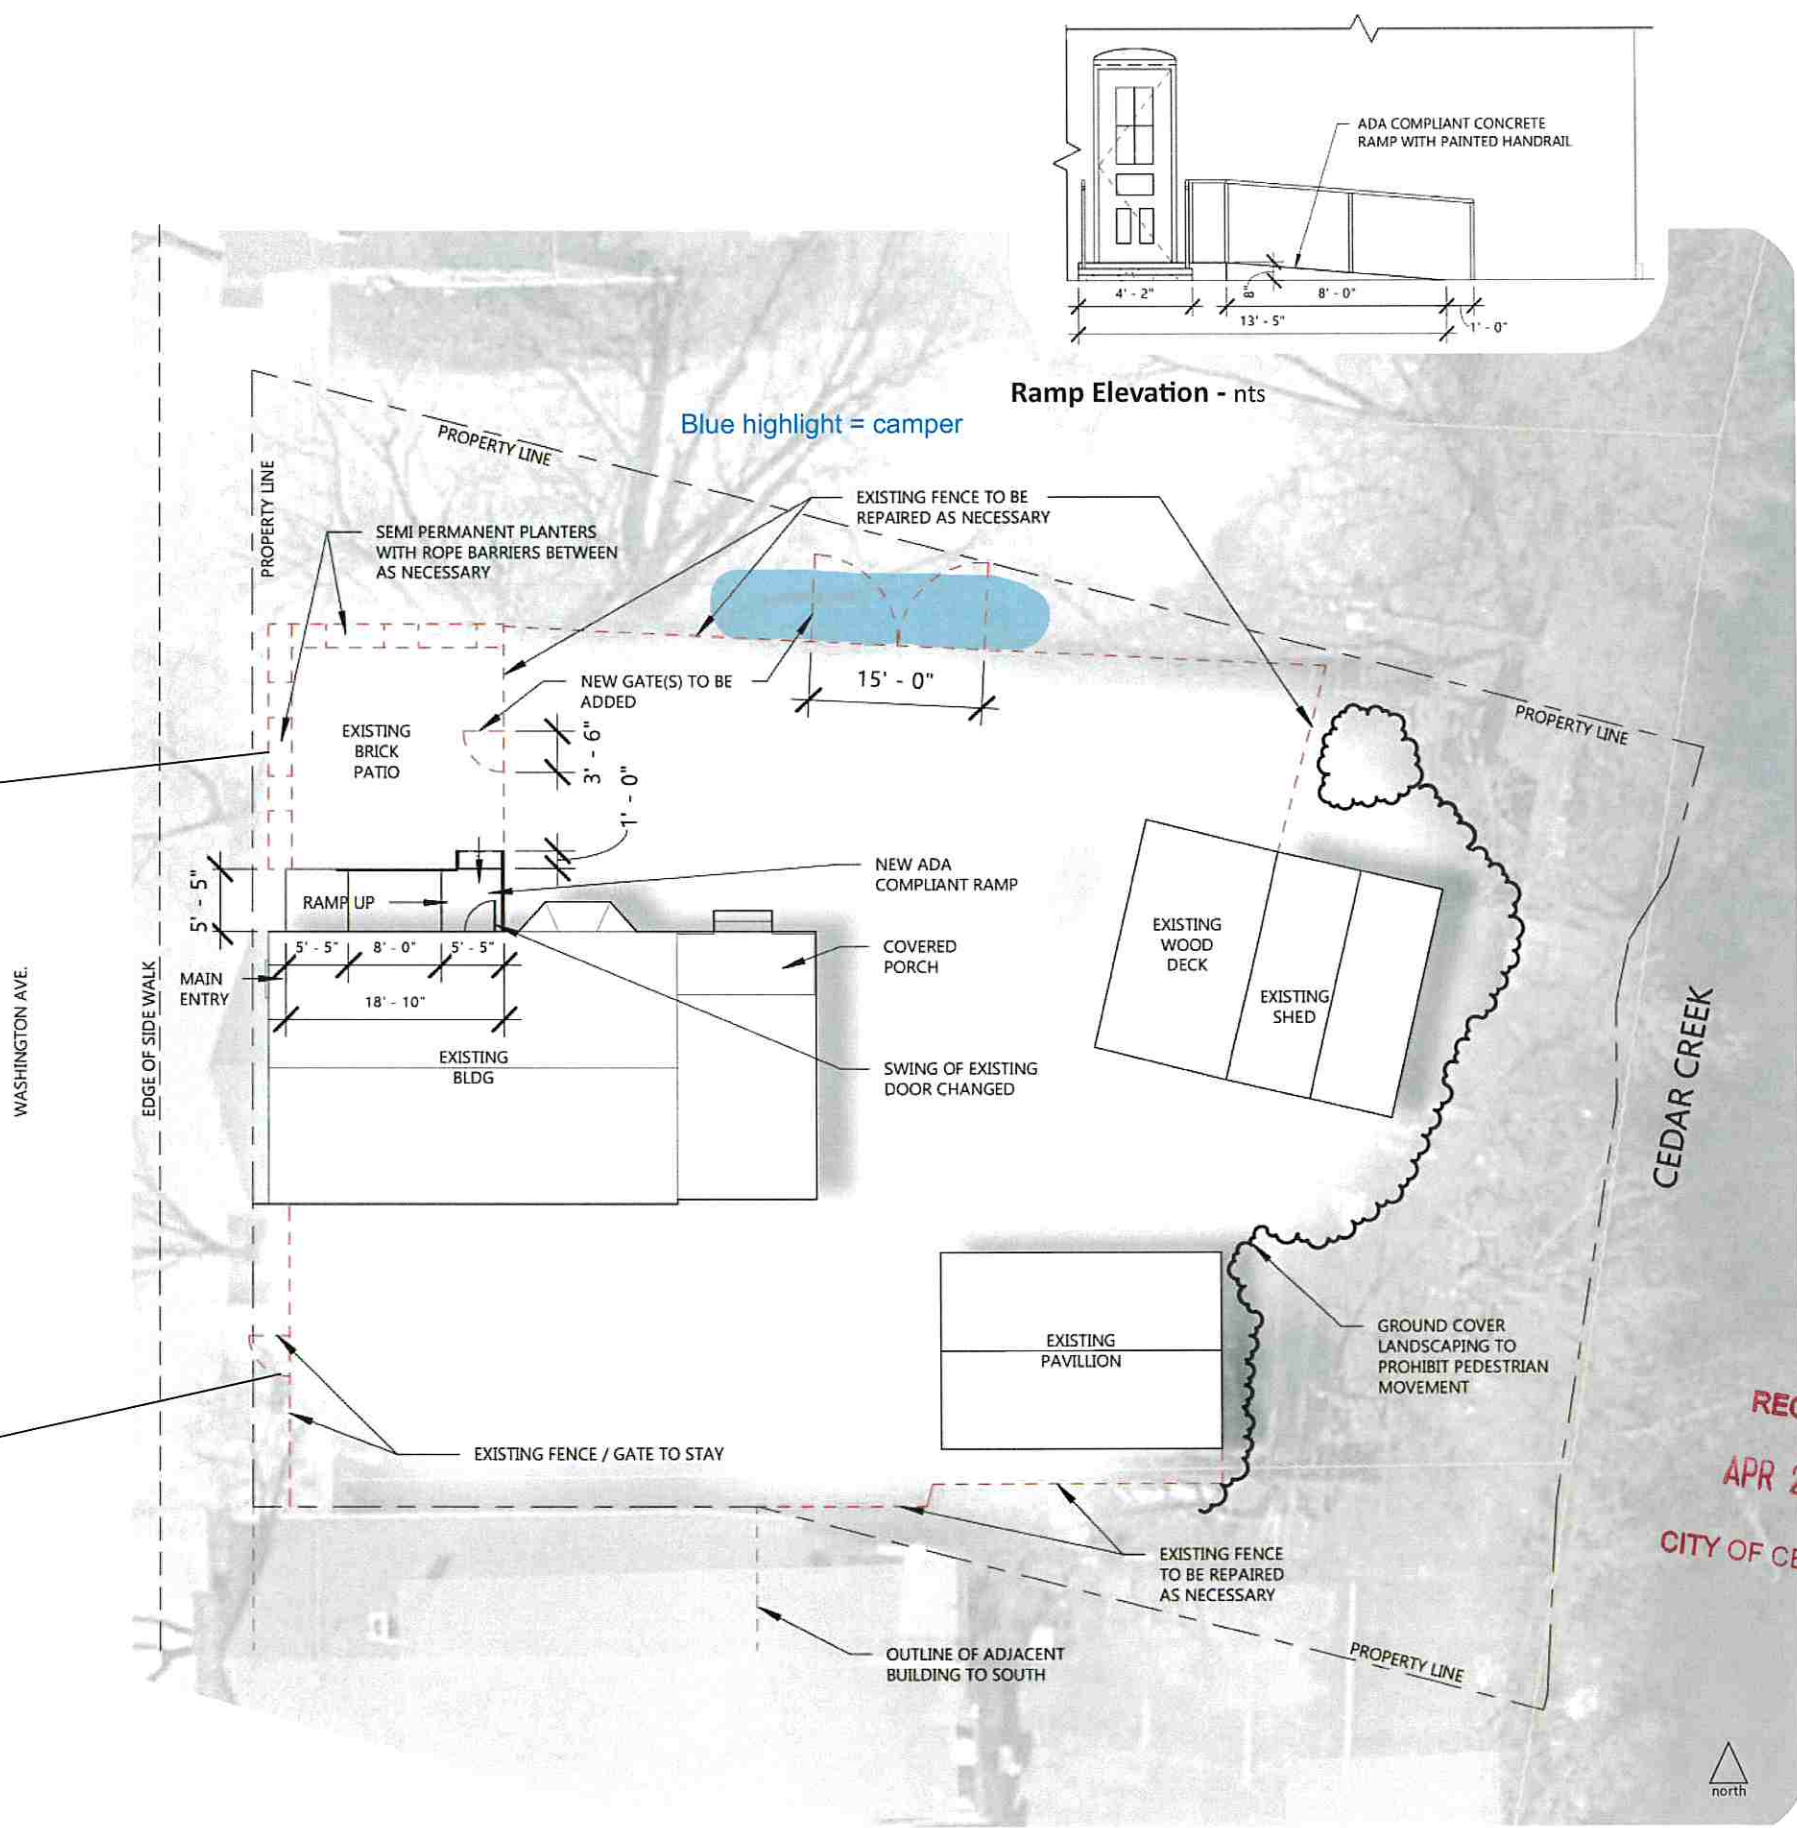 ADA COMPLIANT CONCRETE
RAMP WITH PAINTED HANDRAIL
4' - 2"
8"
8' - 0"
13' - 5"
1' - 0"
Ramp Elevation - nts
Blue highlight = camper
PROPERTY LINE
PROPERTY LINE
EXISTING FENCE TO BE
REPAIRED AS NECESSARY
SEMI PERMANENT PLANTERS
WITH ROPE BARRIERS BETWEEN
AS NECESSARY
NEW GATE(S) TO BE
ADDED
15' - 0"
PROPERTY LINE
EXISTING
BRICK
PATIO
3' - 6"
1' - 0"
5' - 5"
RAMP UP
NEW ADA
COMPLIANT RAMP
EXISTING
WOOD
DECK
5' - 5"
8' - 0"
5' - 5"
COVERED
PORCH
MAIN
ENTRY
18' - 10"
EXISTING
SHED
WASHINGTON AVE.
EDGE OF SIDE WALK
EXISTING
BLDG
SWING OF EXISTING
DOOR CHANGED
CEDAR CREEK
EXISTING
PAVILLION
GROUND COVER
LANDSCAPING TO
PROHIBIT PEDESTRIAN
MOVEMENT
EXISTING FENCE / GATE TO STAY
REC
APR 2
CITY OF CE
EXISTING FENCE
TO BE REPAIRED
AS NECESSARY
OUTLINE OF ADJACENT
BUILDING TO SOUTH
PROPERTY LINE
north